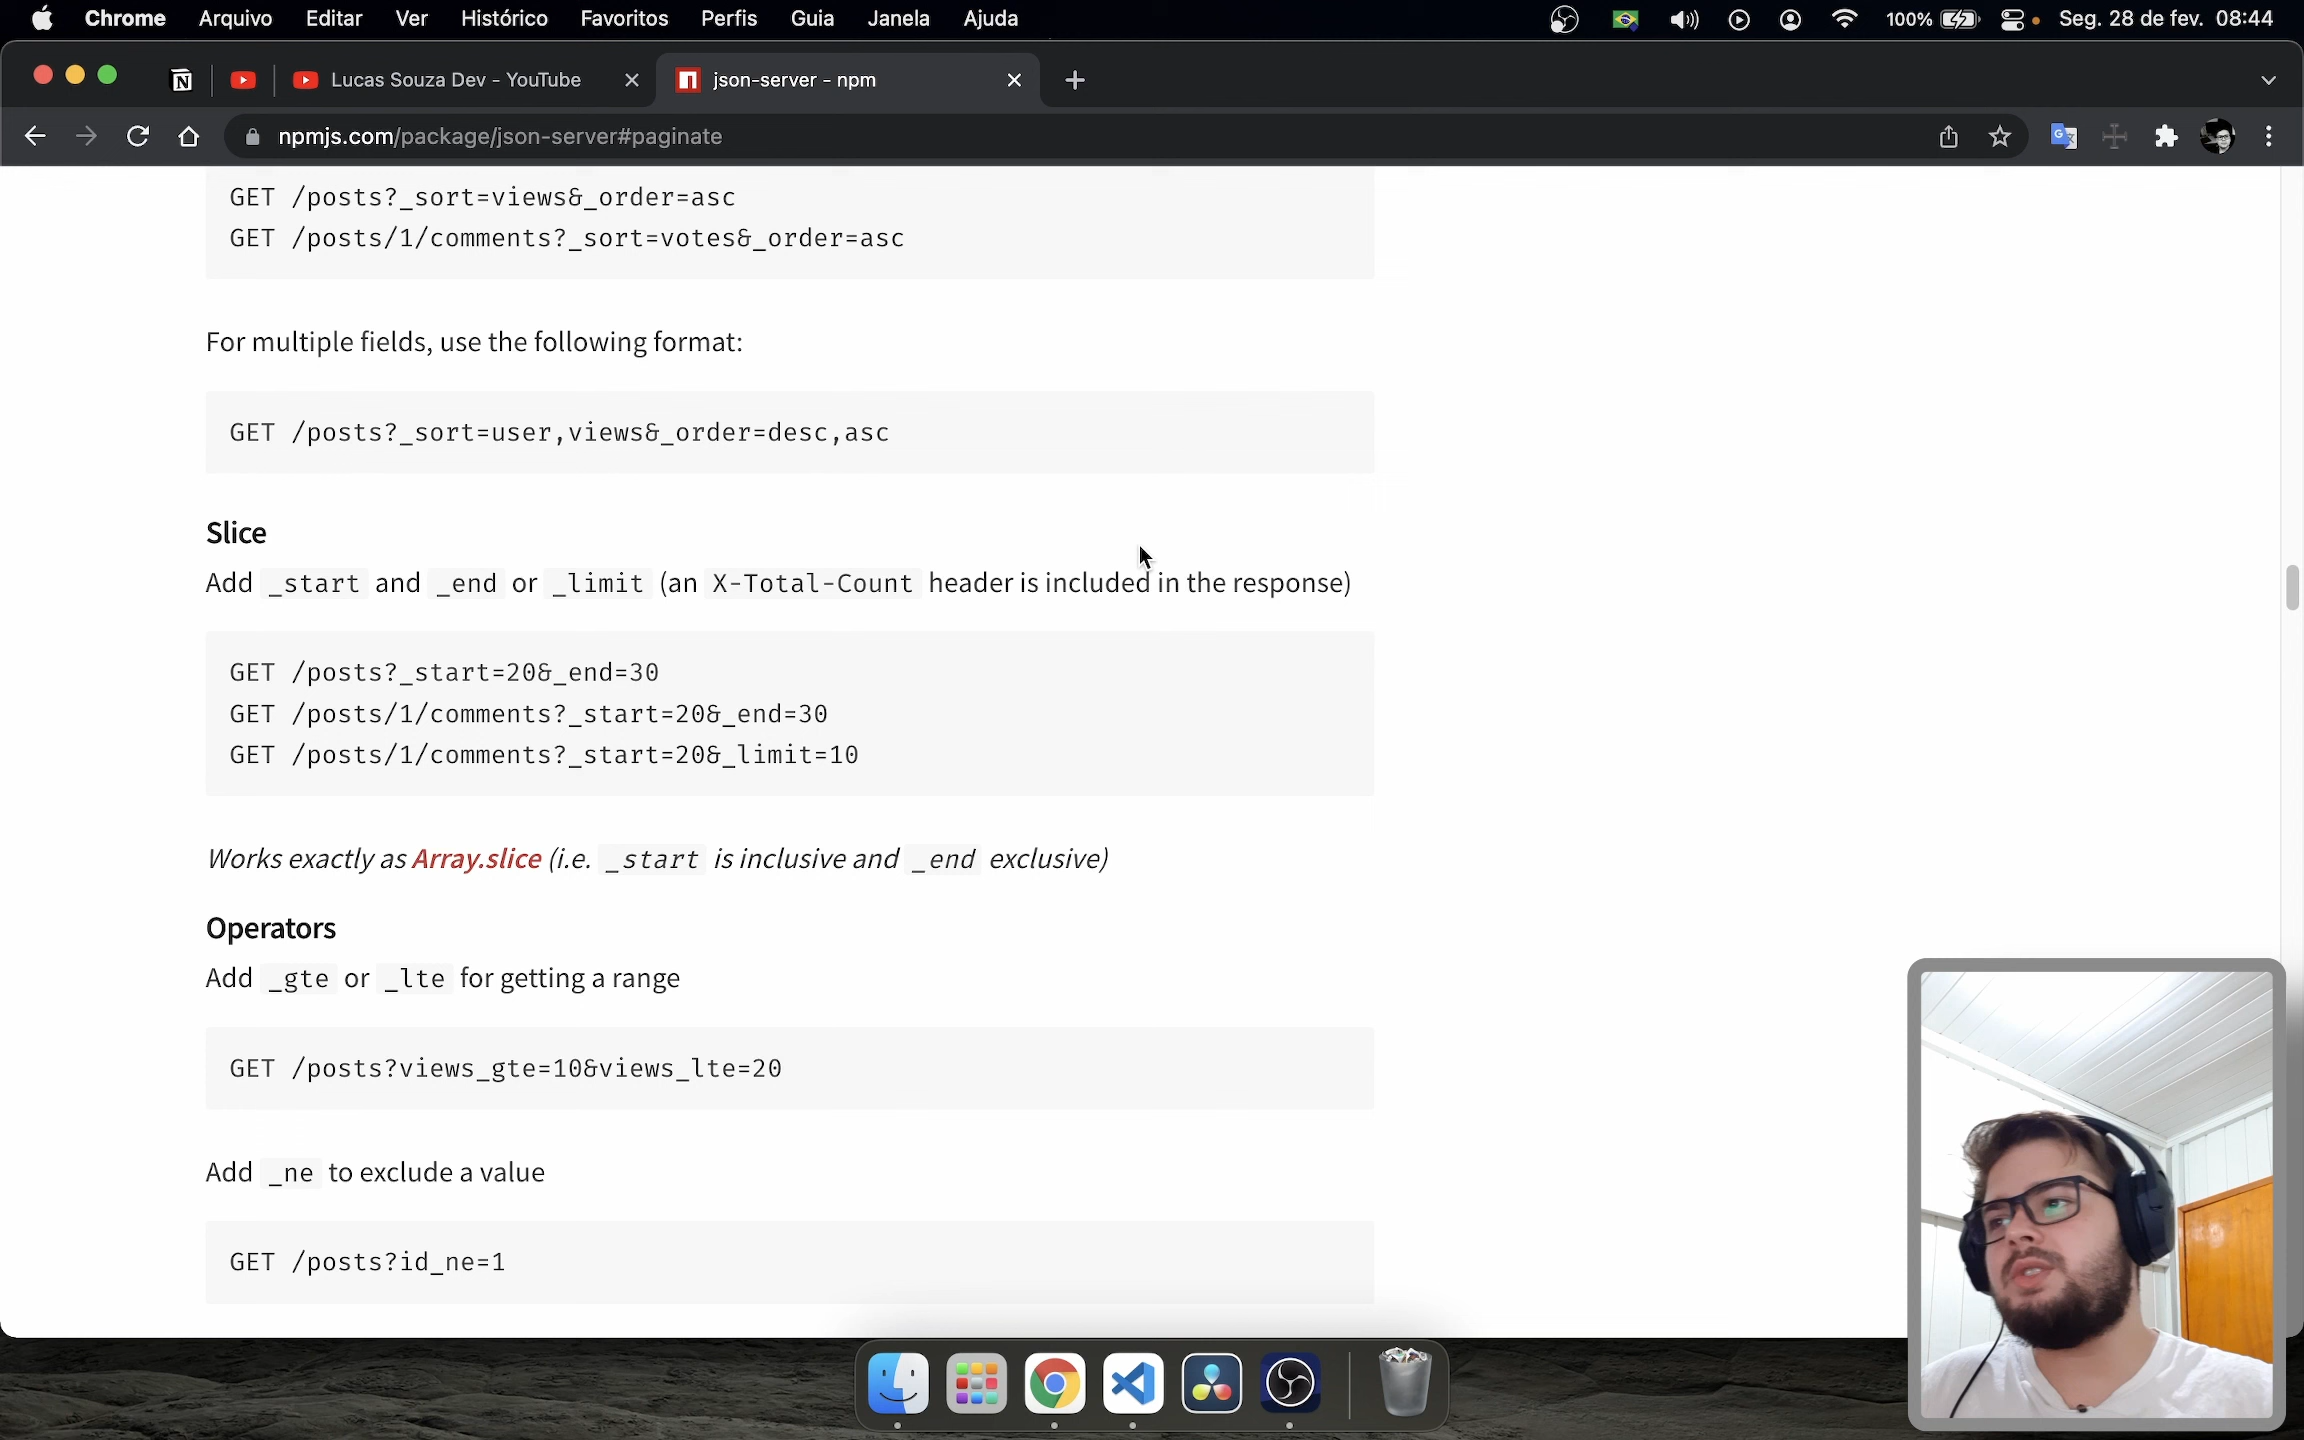 Chrome Arquivo Editar Ver Histórico Favoritos Perfis Guia Janela Ajuda 100% Seg. 28 de fev. 08:44
Lucas Souza Dev - YouTube json-server - npm
npmjs.com/package/json-server#paginate
GET /posts?_sort=views&_order=asc
GET /posts/1/comments?_sort=votes&_order=asc
For multiple fields, use the following format:
GET /posts?_sort=user,views&_order=desc,asc
Slice
Add _start and _end or _limit (an X-Total-Count header is included in the response)
GET /posts?_start=20&_end=30
GET /posts/1/comments?_start=20&_end=30
GET /posts/1/comments?_start=20&_limit=10
Works exactly as Array.slice (i.e. _start is inclusive and _end exclusive)
Operators
Add _gte or _lte for getting a range
GET /posts?views_gte=10&views_lte=20
Add _ne to exclude a value
GET /posts?id_ne=1